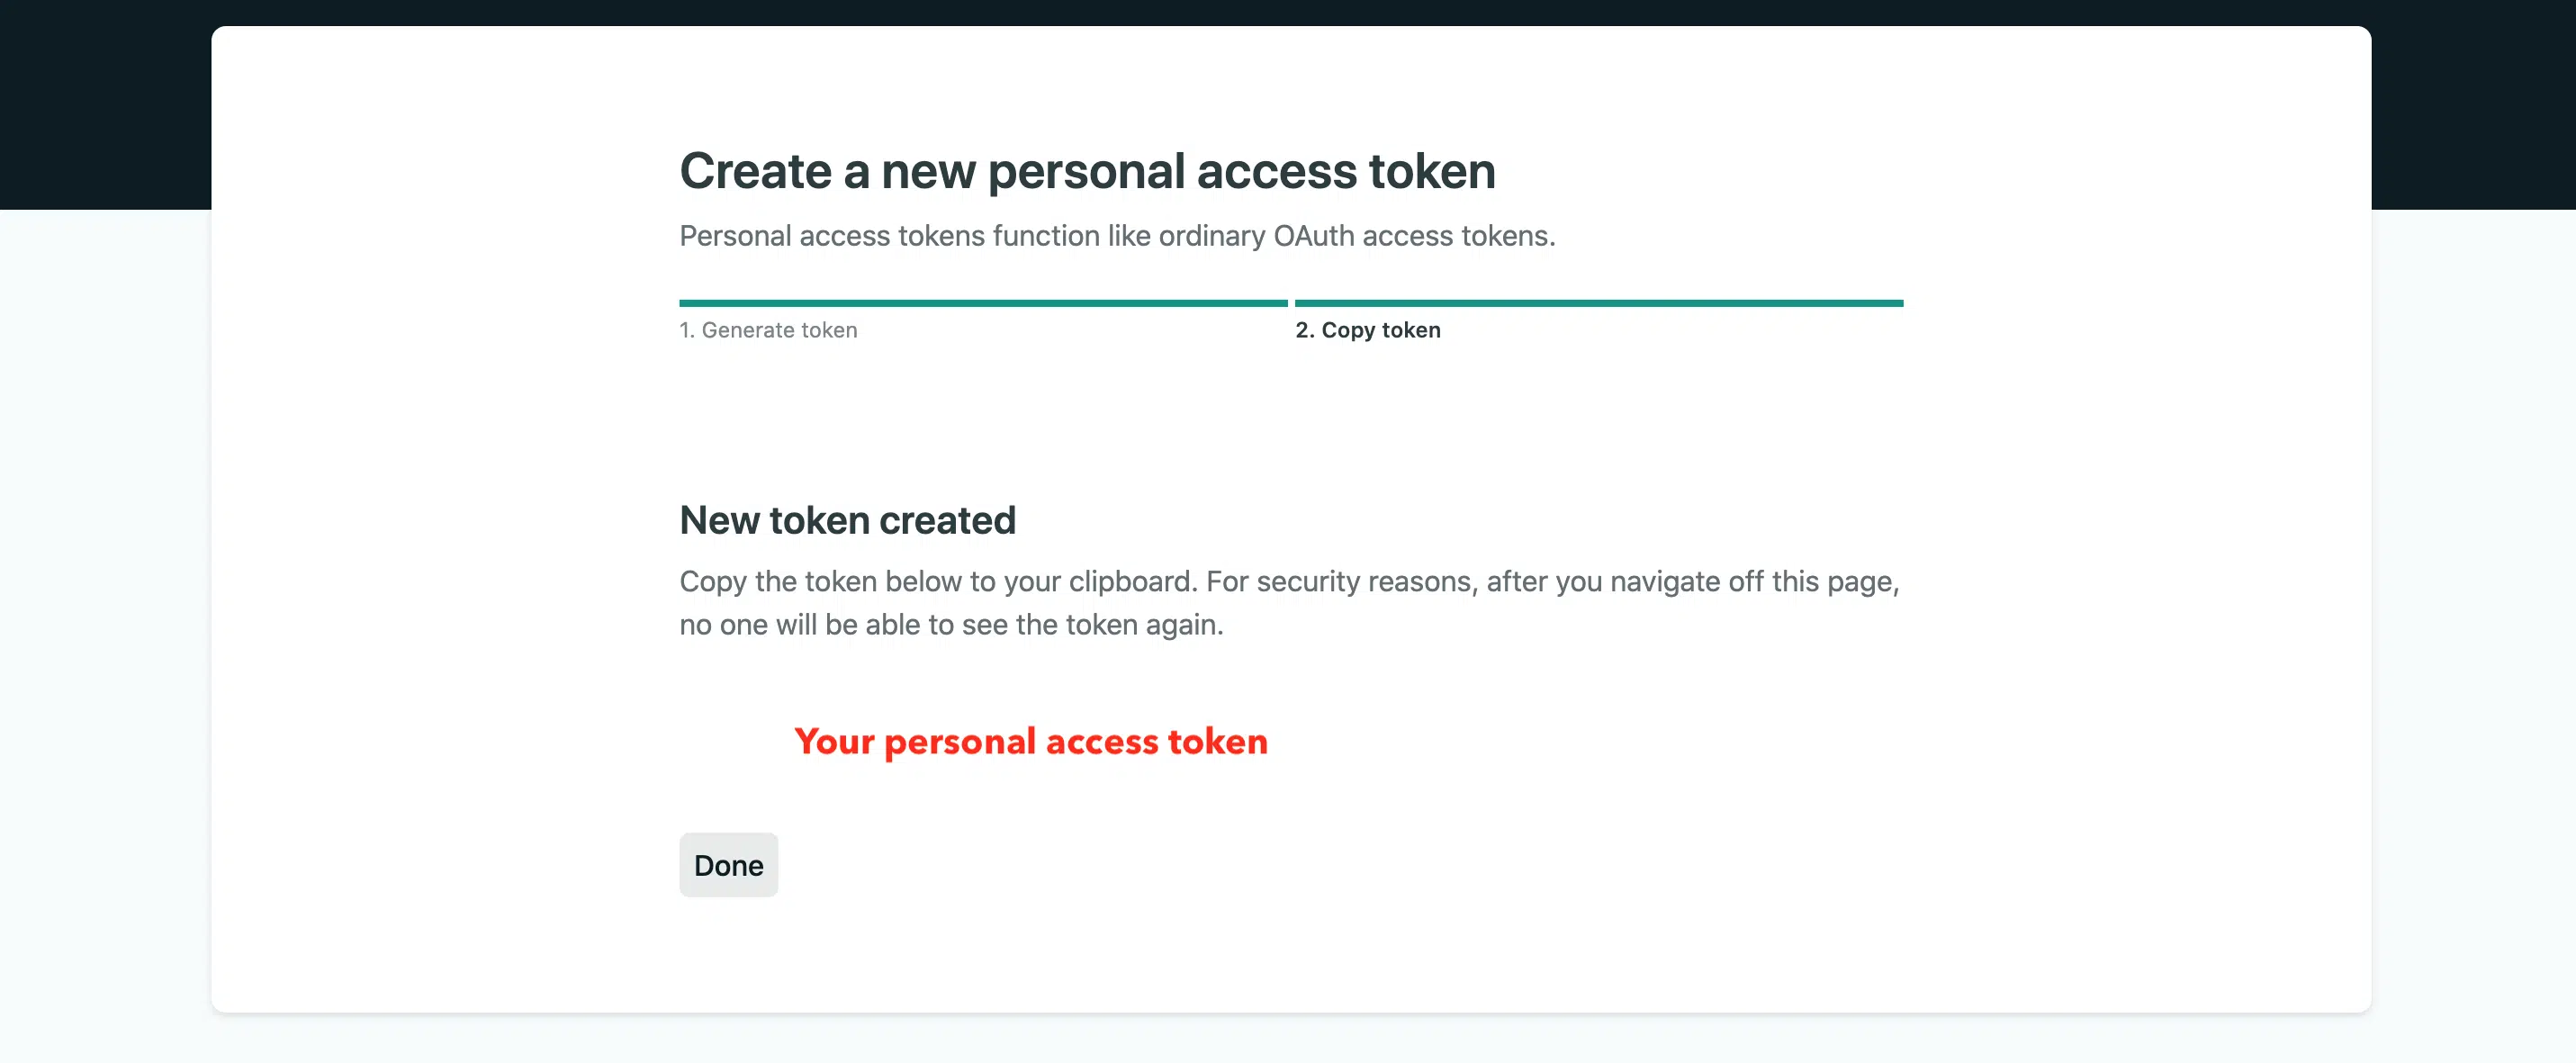 Create a new personal access token
Personal access tokens function like ordinary OAuth access tokens.
1. Generate token
2. Copy token
New token created
Copy the token below to your clipboard. For security reasons, after you navigate off this page,
no one will be able to see the token again.
Your personal access token
Done